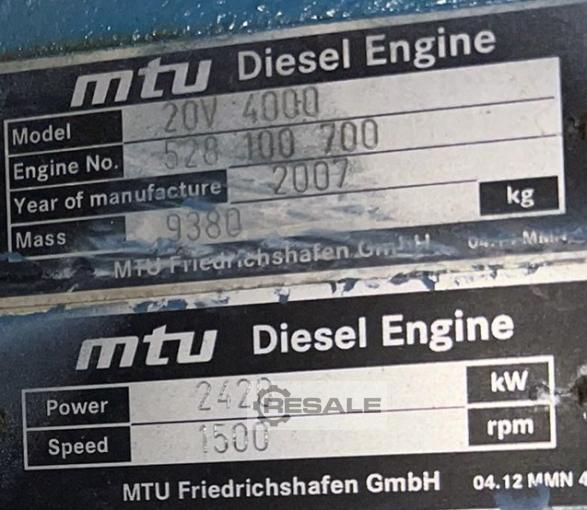 mtu Diesel Engine
Model 20V 4000
Engine No. 528 100 700
Year of manufacture 2007
Mass 9380 kg
MTU Friedrichshafen GmbH
mtu Diesel Engine
Power kW
RESALE
Speed 1500 rpm
MTU Friedrichshafen GmbH 04.12 MMN 4